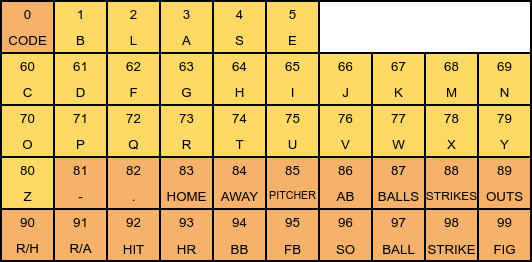 0 1 2 3 4 5
CODE B L A S E
60 61 62 63 64 65 66 67 68 69
C D F G H I J K M N
70 71 72 73 74 75 76 77 78 79
O P Q R T U V W X Y
80 81 82 83 84 85 86 87 88 89
Z - . HOME AWAY PITCHER AB BALLS STRIKES OUTS
90 91 92 93 94 95 96 97 98 99
R/H R/A HIT HR BB FB SO BALL STRIKE FIG